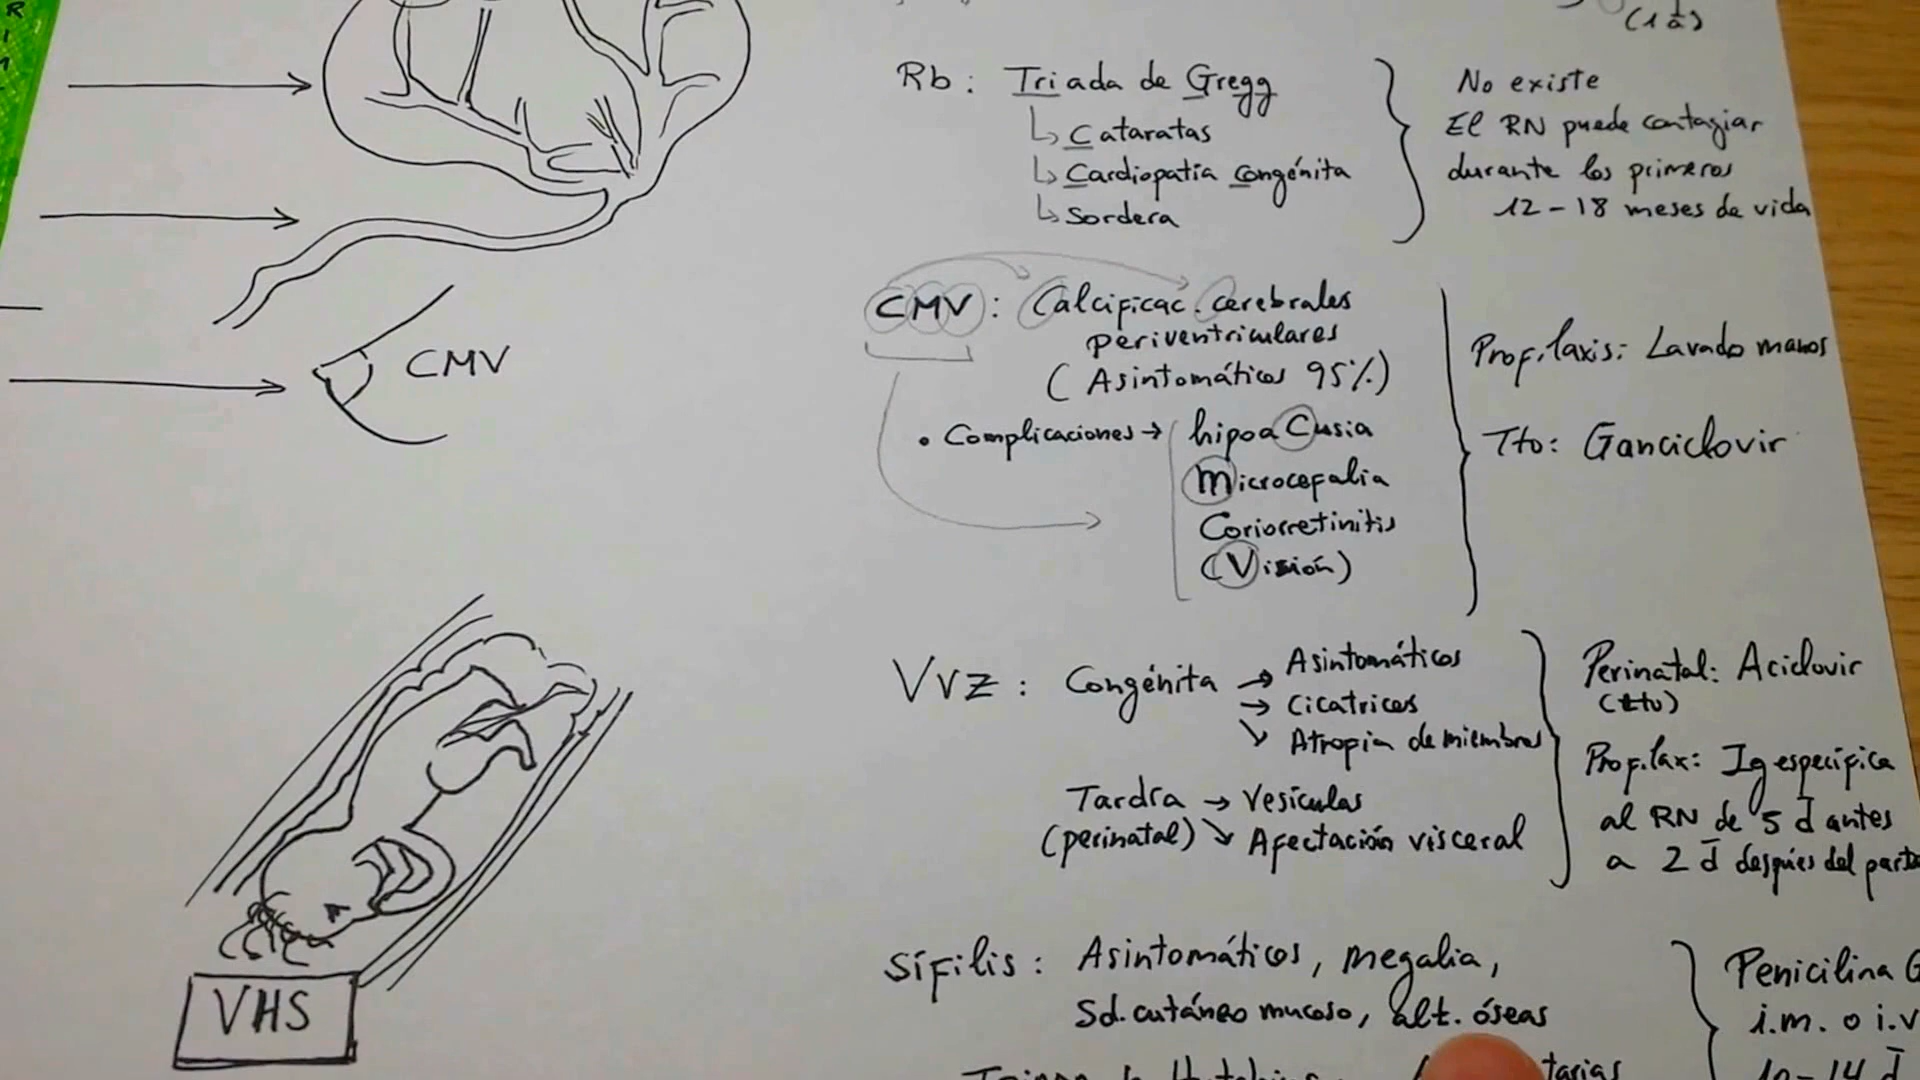 Rb: Triada de Gregg
Cataratas
Cardiopatía congénita
Sordera
No existe
El RN puede contagiar
durante los primeros
12-18 meses de vida
CMV
CMV: Calcificac. cerebrales
periventriculares
(Asintomáticos 95%)
• Complicaciones → hipoaCusia
Microcefalia
Coriorretinitis
(Visión)
Profilaxis: Lavado manos
Tto: Ganciclovir
VVZ: Congénita → Asintomáticos
→ Cicatrices
↘ Atrofia de miembros
Tardía → Vesículas
(perinatal) ↘ Afectación visceral
Perinatal: Aciclovir
(tto)
Profilax: Ig específica
al RN de 5 d antes
a 2 d después del parto
VHS
Sífilis: Asintomáticos, megalia,
Sd. cutáneo mucoso, alt. óseas
Penicilina G
i.m. o i.v
10-14 d